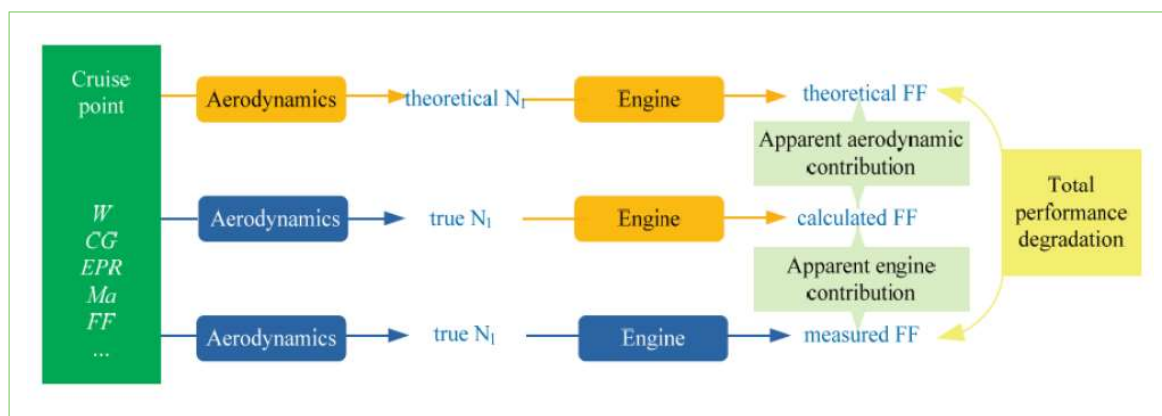 Cruise
point
W
CG
EPR
Ma
FF
...
Aerodynamics
theoretical N₁
Engine
theoretical FF
Apparent aerodynamic
contribution
Aerodynamics
true N₁
Engine
calculated FF
Apparent engine
contribution
Aerodynamics
true N₁
Engine
measured FF
Total
performance
degradation